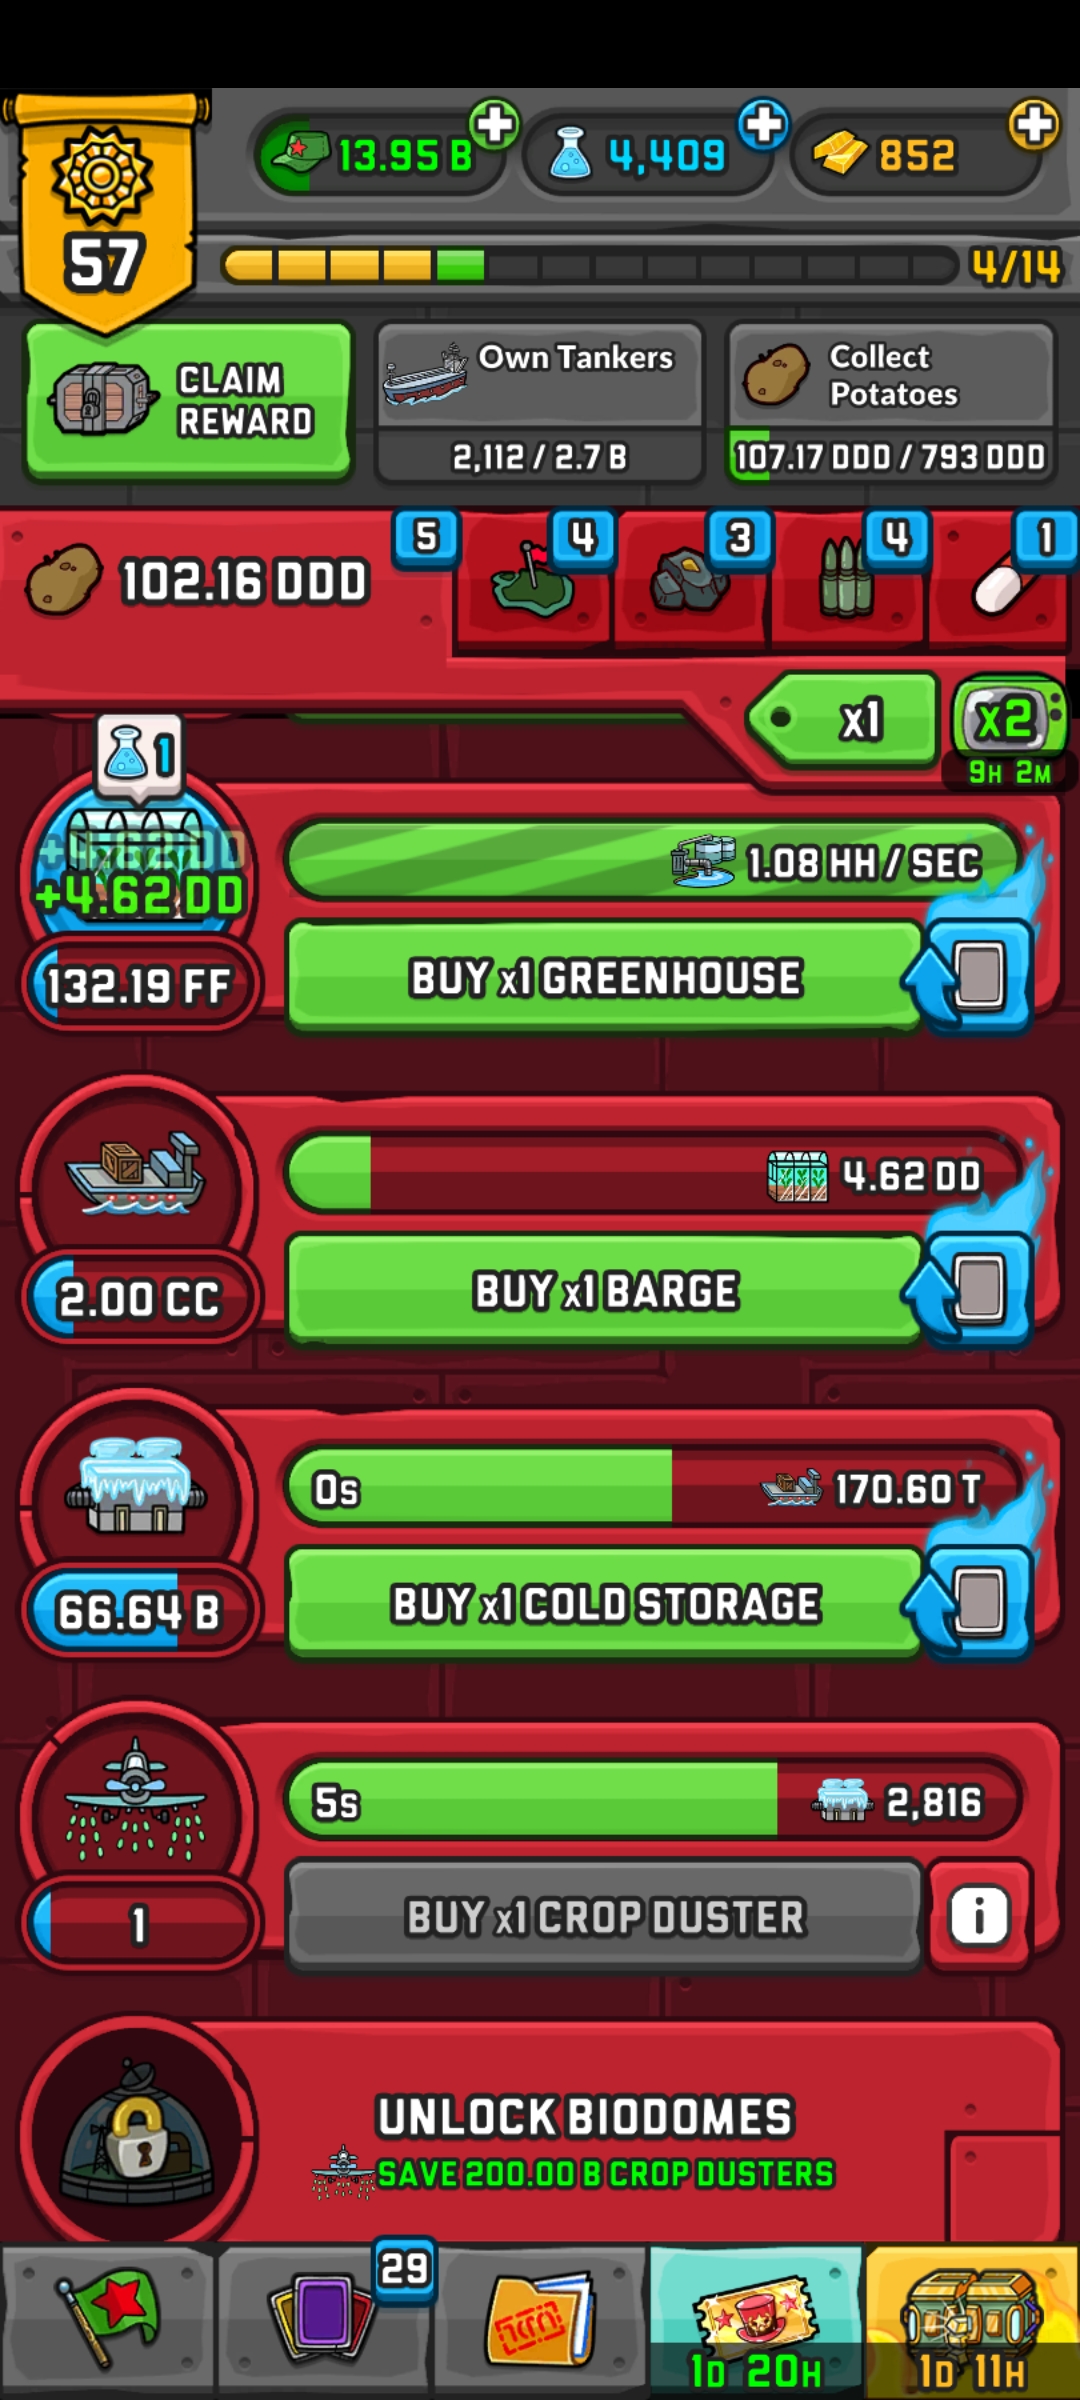 13.95 B
4,409
852
57
4/14
CLAIM
REWARD
Own Tankers
2,112 / 2.7 B
Collect
Potatoes
107.17 DDD / 793 DDD
102.16 DDD
5
4
3
4
1
x1
x2
9H 2M
1
+4.62 DD
+4.62 DD
132.19 FF
1.08 HH / SEC
BUY x1 GREENHOUSE
4.62 DD
2.00 CC
BUY x1 BARGE
0s
170.60 T
66.64 B
BUY x1 COLD STORAGE
5s
2,816
1
BUY x1 CROP DUSTER
i
UNLOCK BIODOMES
SAVE 200.00 B CROP DUSTERS
29
1D 20H
1D 11H